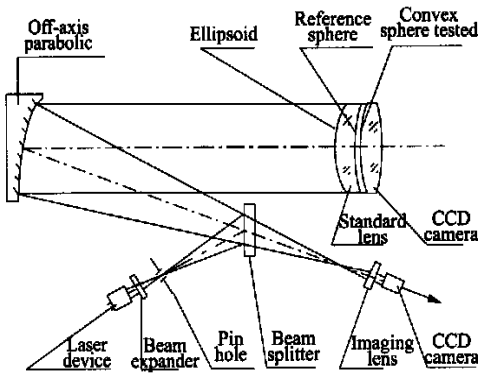 Off-axis
parabolic
Ellipsoid
Reference
sphere
Convex
sphere tested
Standard
lens
CCD
camera
Laser
device
Beam
expander
Pin
hole
Beam
splitter
Imaging
lens
CCD
camera